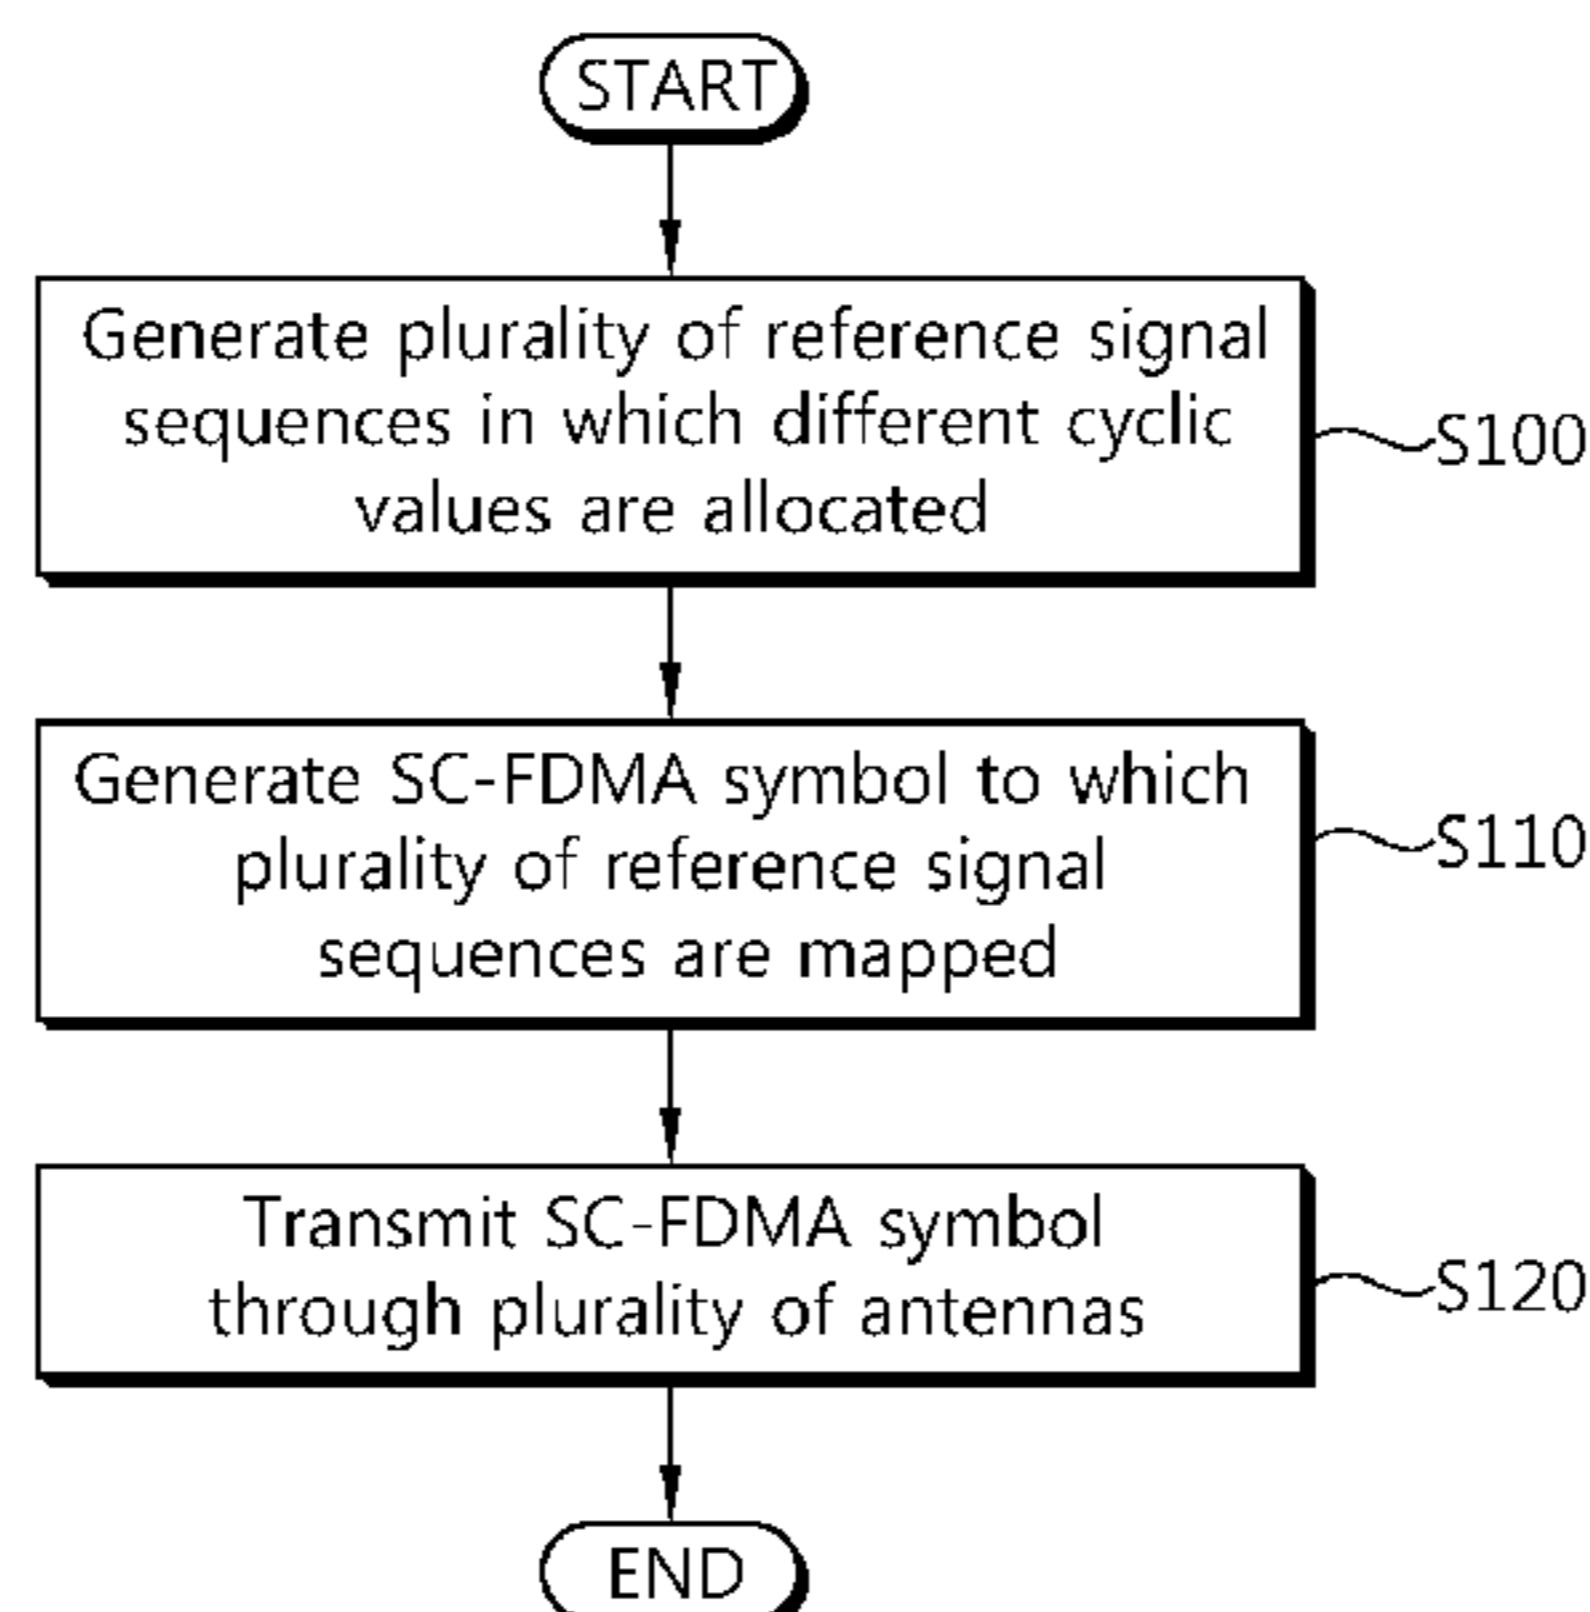 START
Generate plurality of reference signal
sequences in which different cyclic
values are allocated
S100
Generate SC-FDMA symbol to which
plurality of reference signal
sequences are mapped
S110
Transmit SC-FDMA symbol
through plurality of antennas
S120
END